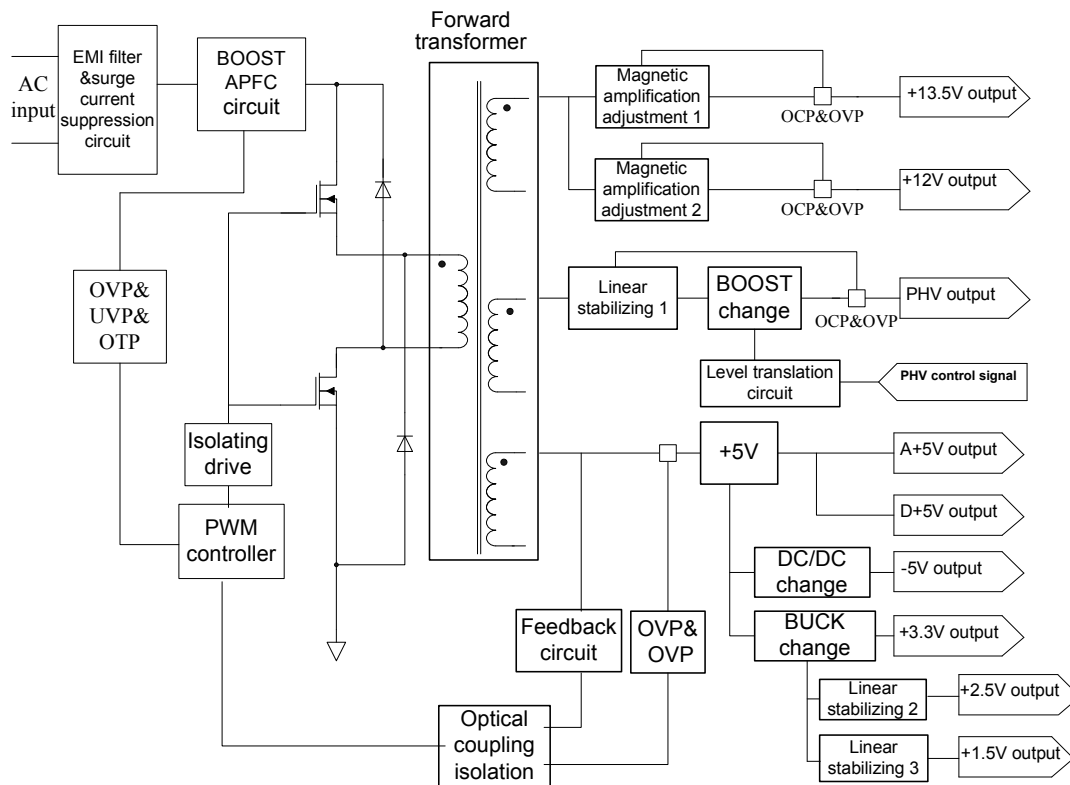 Forward
transformer
AC
input
EMI filter
&surge
current
suppression
circuit
BOOST
APFC
circuit
Magnetic
amplification
adjustment 1
OCP&OVP
+13.5V output
Magnetic
amplification
adjustment 2
OCP&OVP
+12V output
OVP&
UVP&
OTP
Linear
stabilizing 1
BOOST
change
OCP&OVP
PHV output
Level translation
circuit
PHV control signal
Isolating
drive
PWM
controller
+5V
A+5V output
D+5V output
DC/DC
change
-5V output
Feedback
circuit
OVP&
OVP
BUCK
change
+3.3V output
Linear
stabilizing 2
+2.5V output
Optical
coupling
isolation
Linear
stabilizing 3
+1.5V output